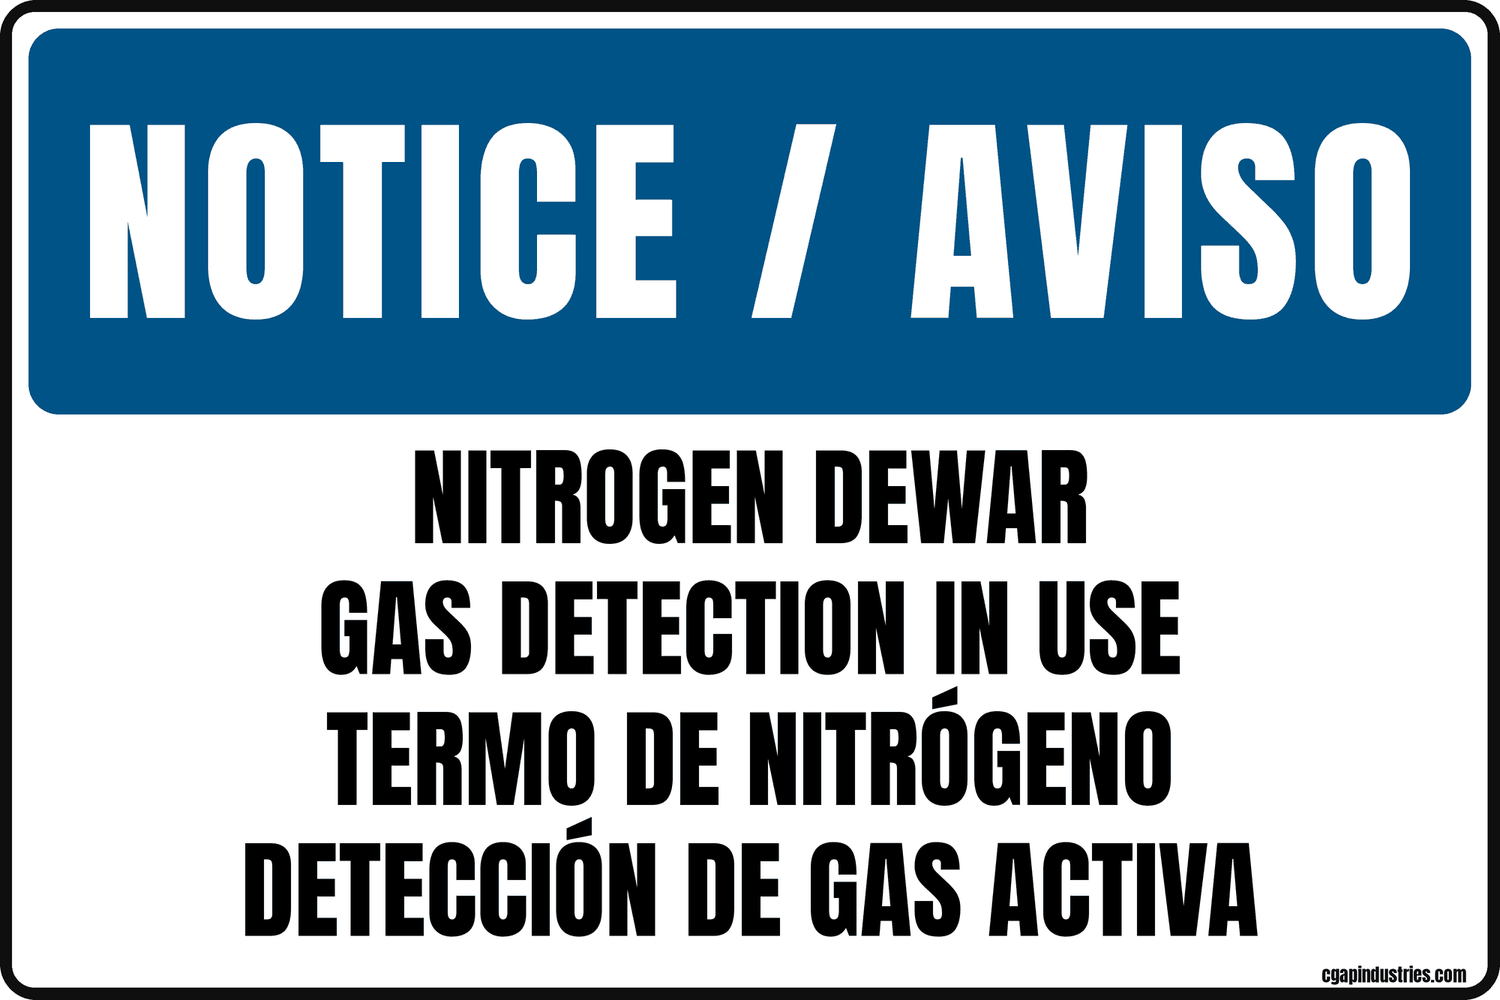 NOTICE / AVISO
NITROGEN DEWAR
GAS DETECTION IN USE
TERMO DE NITRÓGENO
DETECCIÓN DE GAS ACTIVA
cgapindustries.com